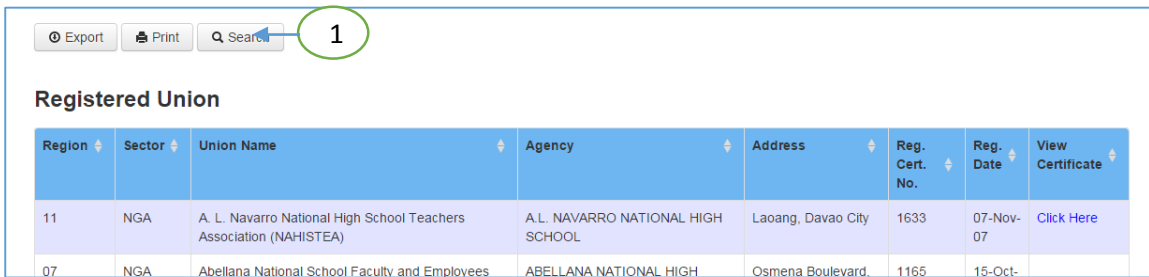 Export Print Search 1
Registered Union
Region Sector Union Name Agency Address Reg. Cert. No. Reg. Date View Certificate
11 NGA A. L. Navarro National High School Teachers Association (NAHISTEA) A.L. NAVARRO NATIONAL HIGH SCHOOL Laoang, Davao City 1633 07-Nov-07 Click Here
07 NGA Abellana National School Faculty and Employees ABELLANA NATIONAL HIGH Osmena Boulevard, 1165 15-Oct-